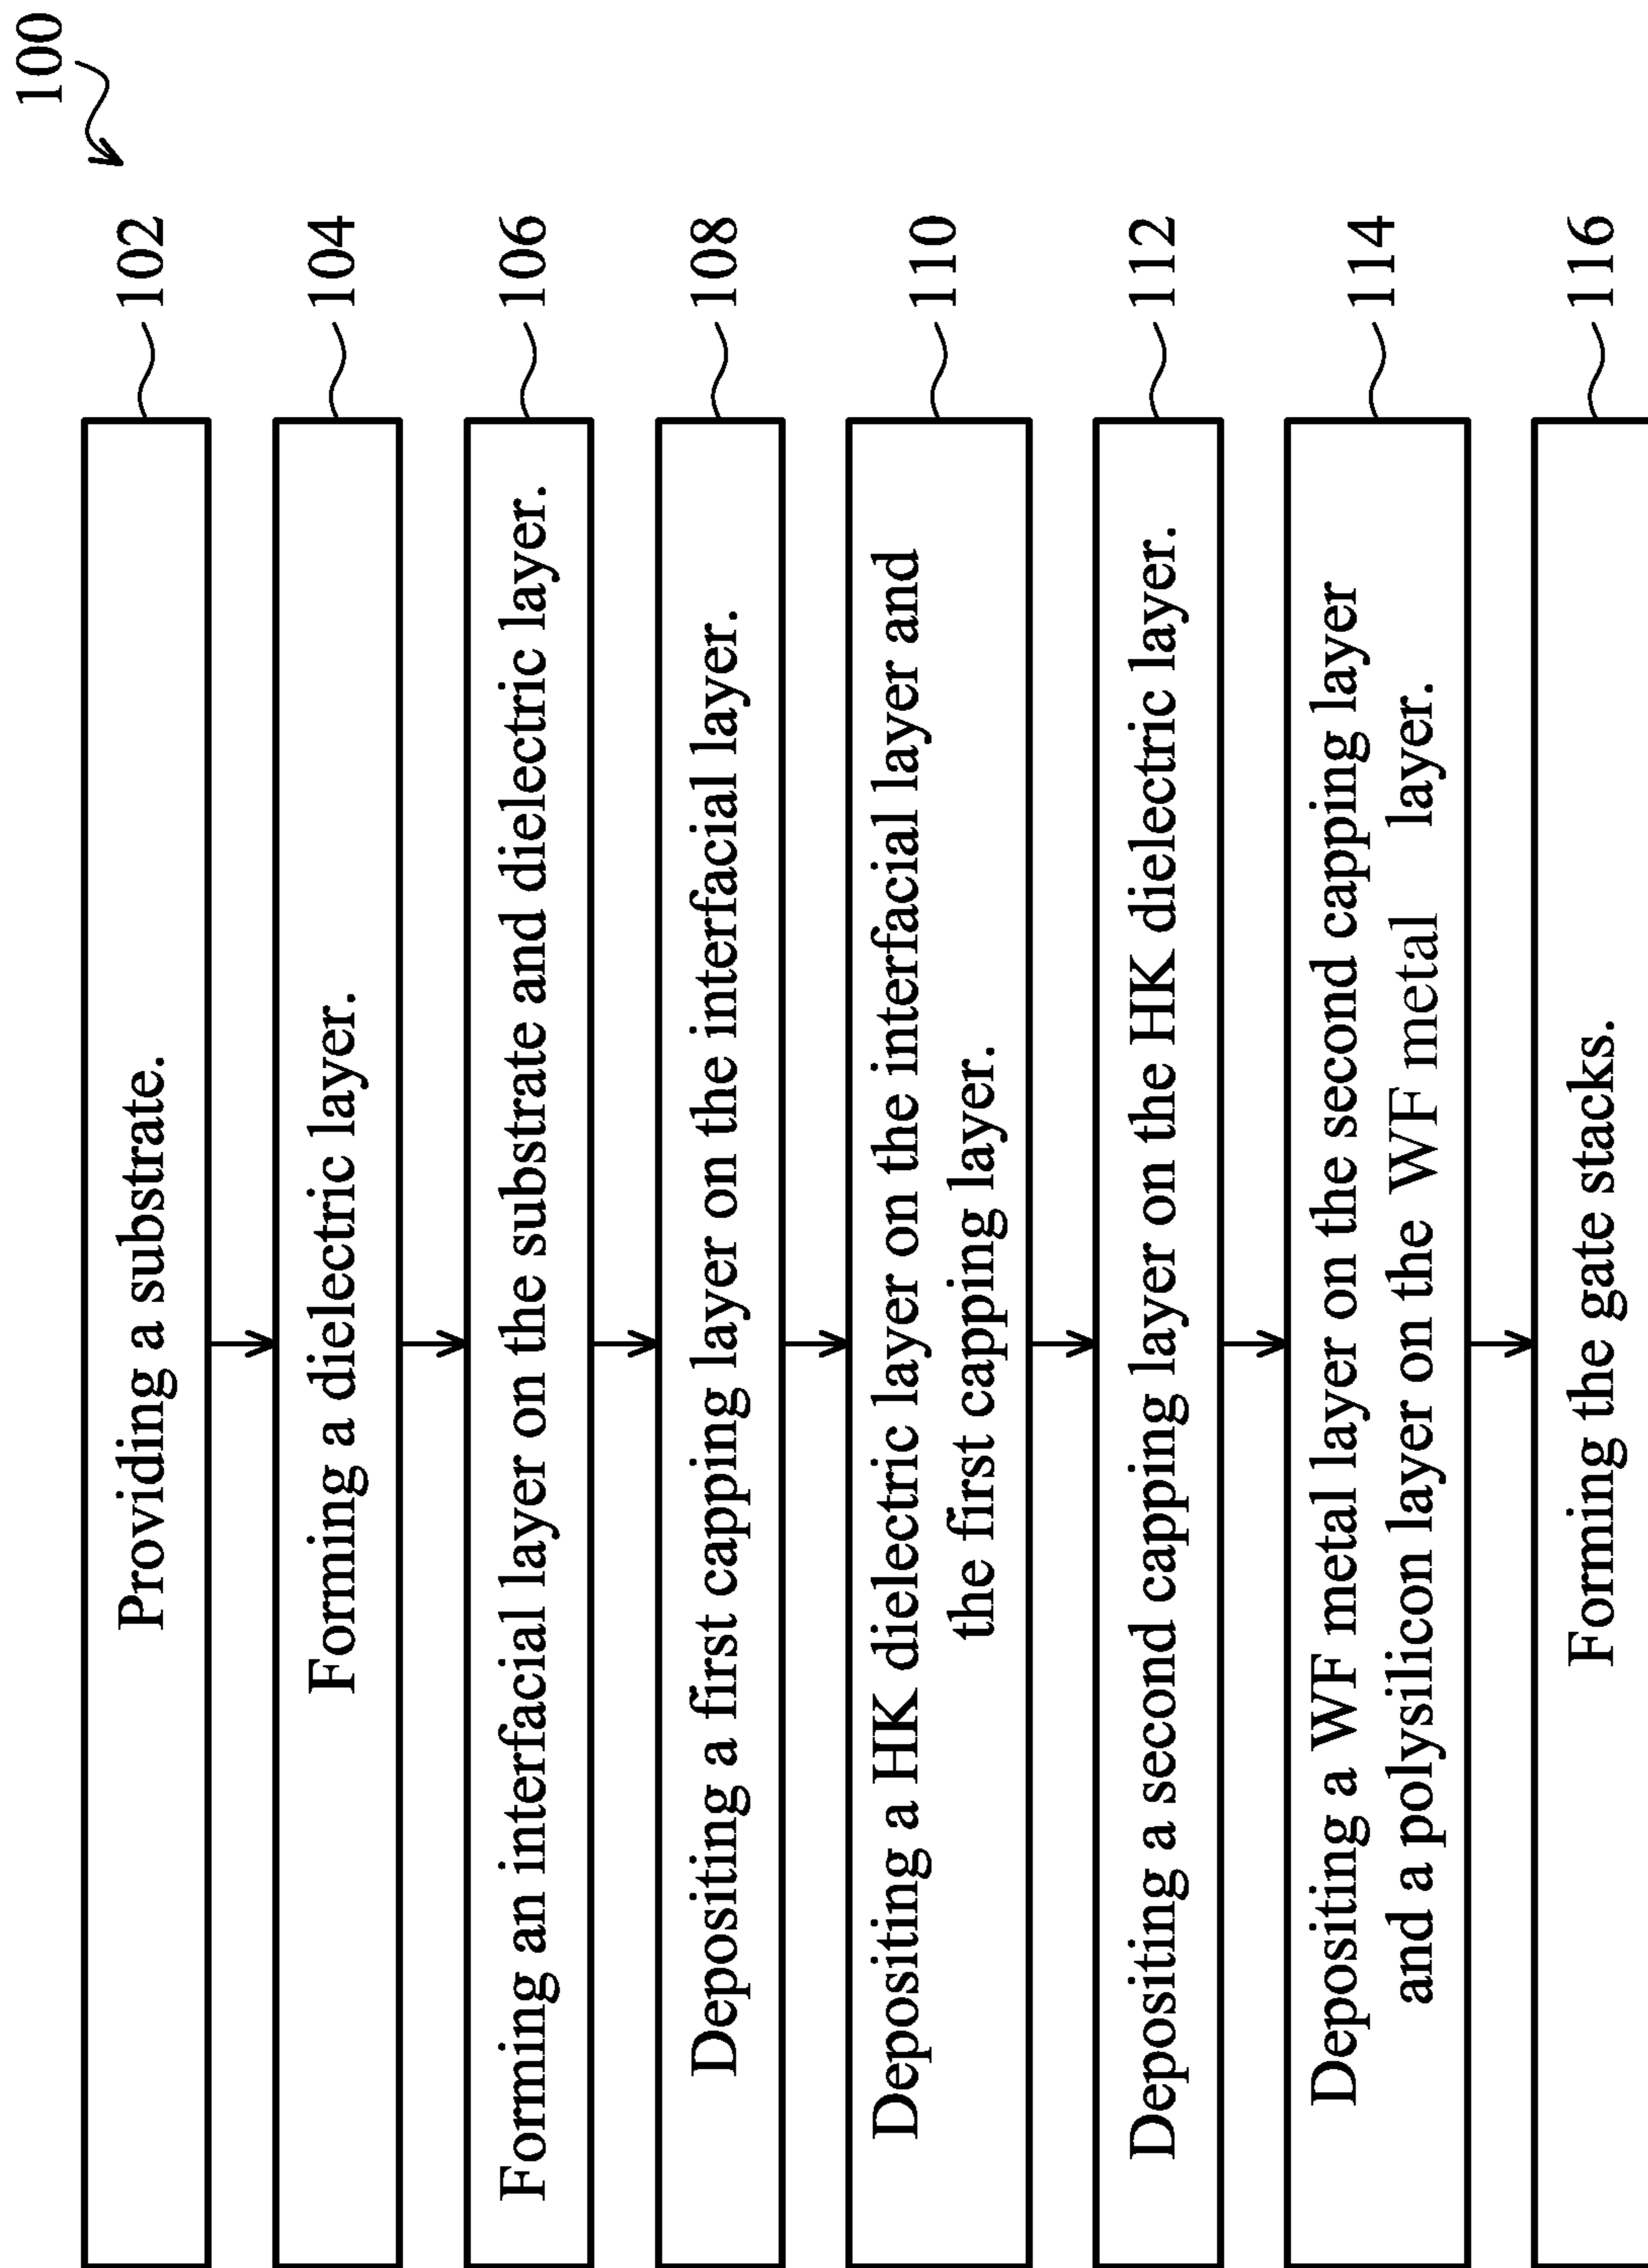 100
Providing a substrate.
102
Forming a dielectric layer.
104
Forming an interfacial layer on the substrate and dielectric layer.
106
Depositing a first capping layer on the interfacial layer.
108
Depositing a HK dielectric layer on the interfacial layer and
the first capping layer.
110
Depositing a second capping layer on the HK dielectric layer.
112
Depositing a WF metal layer on the second capping layer
and a polysilicon layer on the WF metal layer.
114
Forming the gate stacks.
116